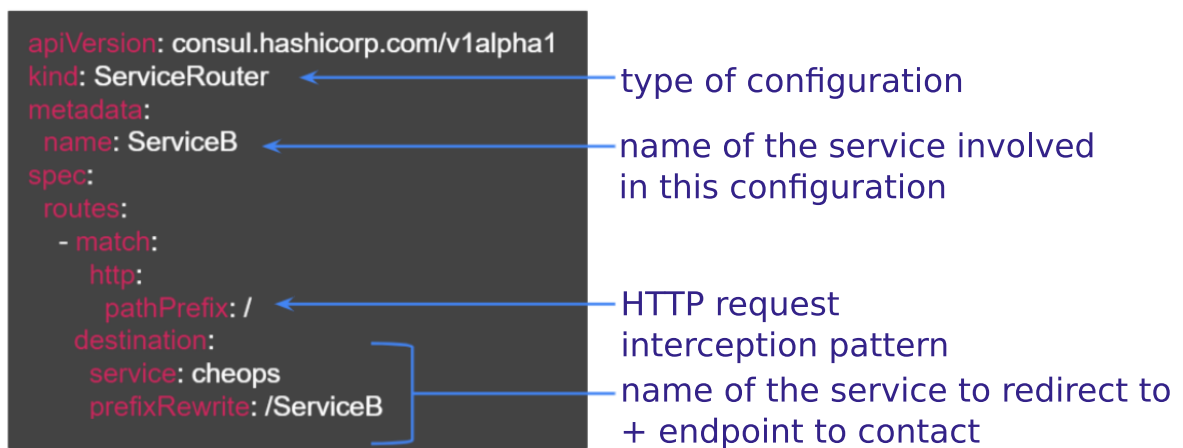 apiVersion: consul.hashicorp.com/v1alpha1
kind: ServiceRouter
type of configuration
metadata:
name: ServiceB
name of the service involved
in this configuration
spec:
routes:
- match:
http:
pathPrefix: /
HTTP request
interception pattern
destination:
service: cheops
prefixRewrite: /ServiceB
name of the service to redirect to
+ endpoint to contact